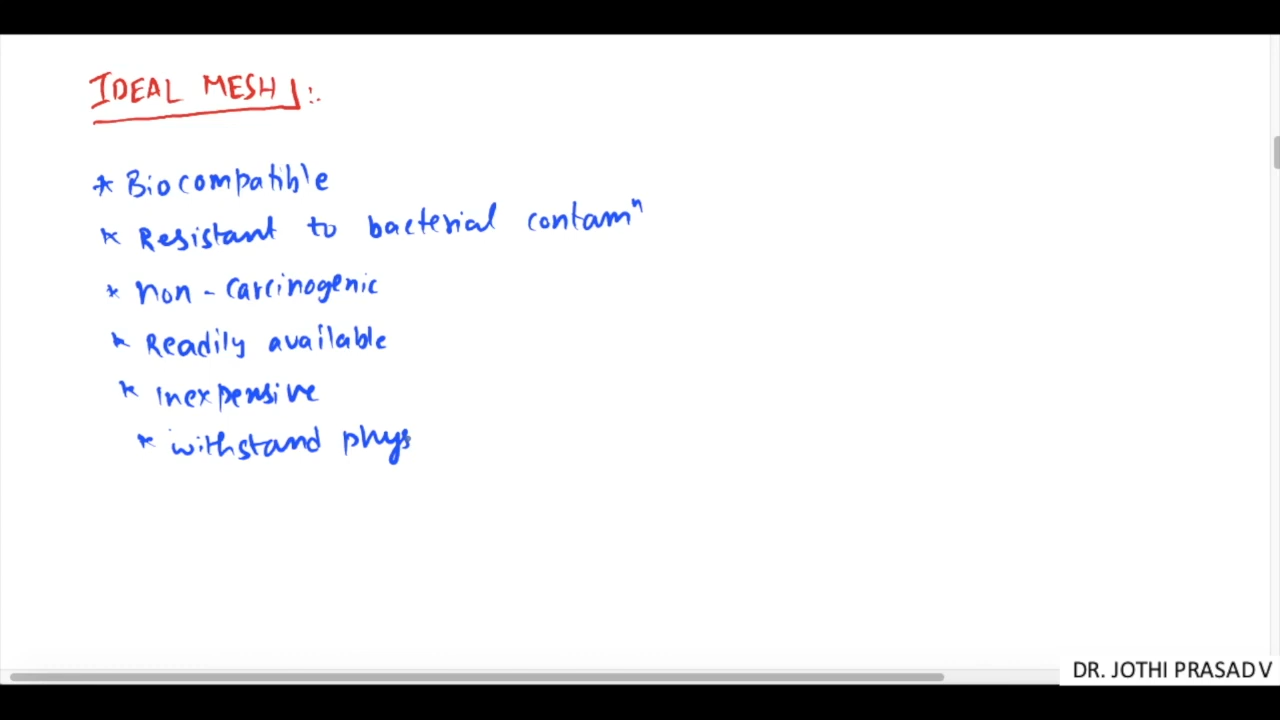 IDEAL MESH :.
* Biocompatible
* Resistant to bacterial contamⁿ
* Non - Carcinogenic
* Readily available
* Inexpensive
* withstand phys
DR. JOTHI PRASAD V